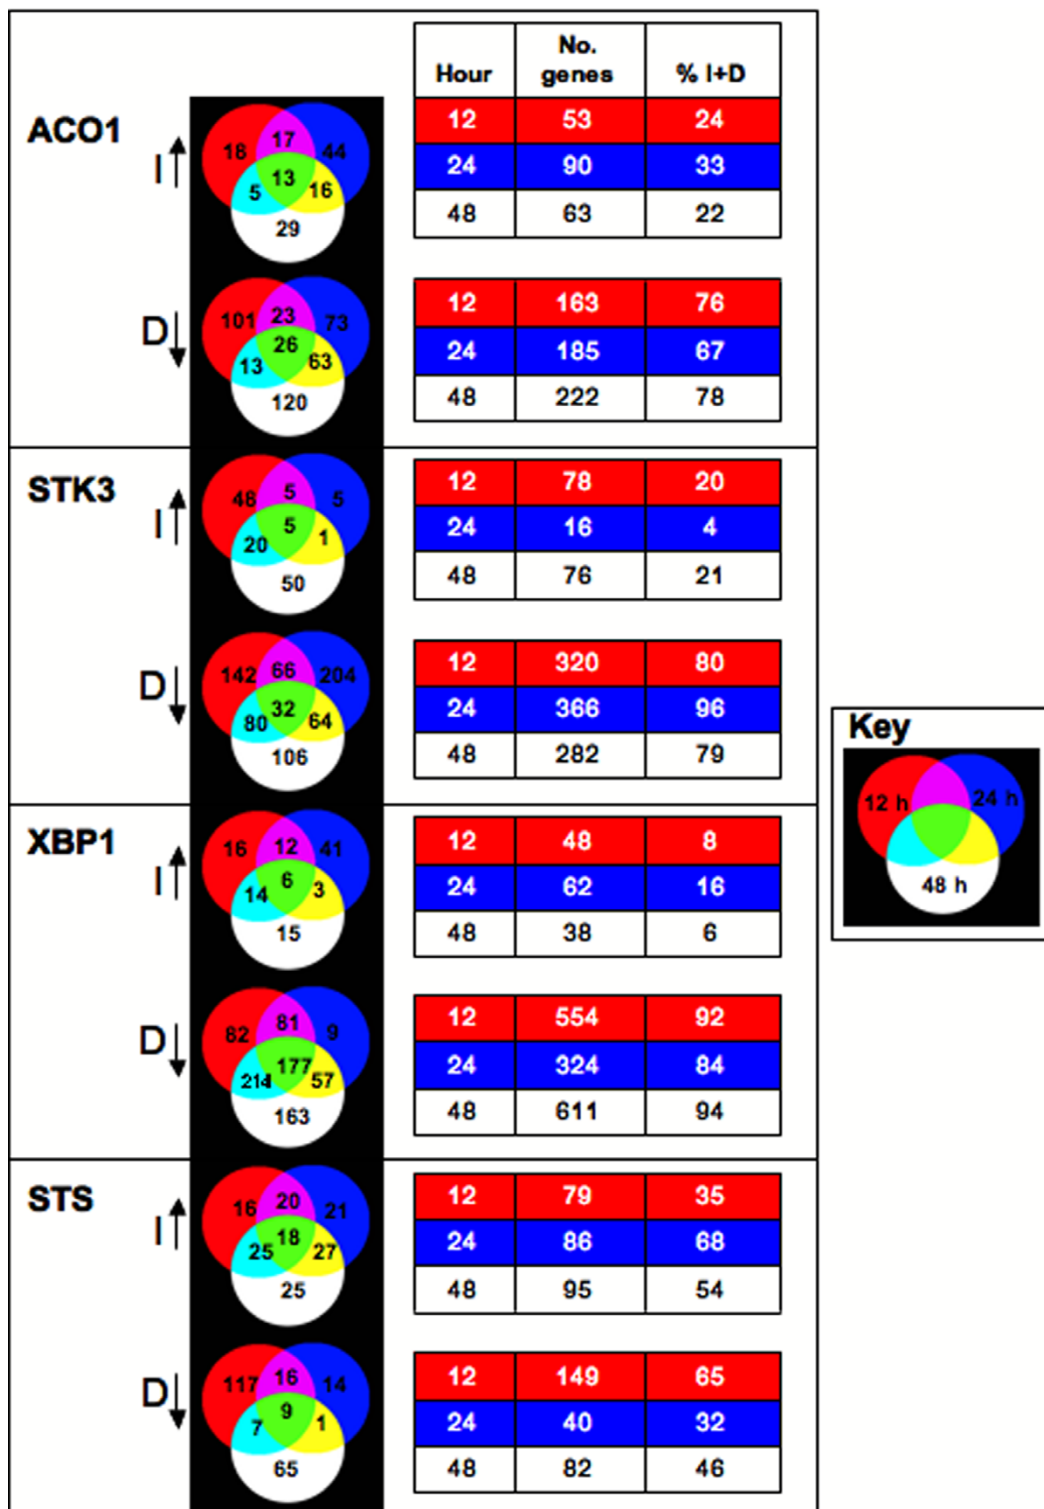 Hour No. genes % I+D
ACO1
I
18 17 44
13
5 16
29
12 53 24
24 90 33
48 63 22
D
101 23 73
26
13 63
120
12 163 76
24 185 67
48 222 78
STK3
I
48 5 5
5
20 1
50
12 78 20
24 16 4
48 76 21
D
142 66 204
32
80 64
106
12 320 80
24 366 96
48 282 79
Key
12 h 24 h
48 h
XBP1
I
16 12 41
6
14 3
15
12 48 8
24 62 16
48 38 6
D
82 81 9
177
214 57
163
12 554 92
24 324 84
48 611 94
STS
I
16 20 21
18
25 27
25
12 79 35
24 86 68
48 95 54
D
117 16 14
9
7 1
65
12 149 65
24 40 32
48 82 46